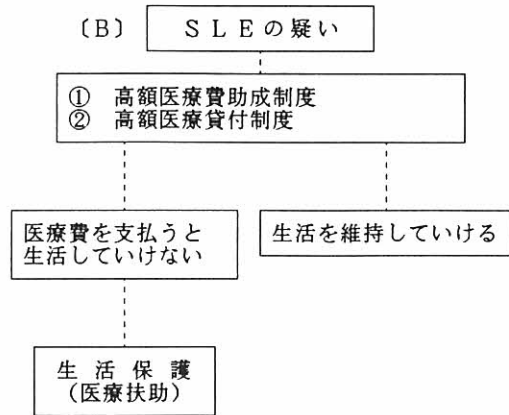 〔B〕 SLEの疑い
① 高額医療費助成制度
② 高額医療貸付制度
医療費を支払うと
生活していけない
生活を維持していける
生活保護
(医療扶助)